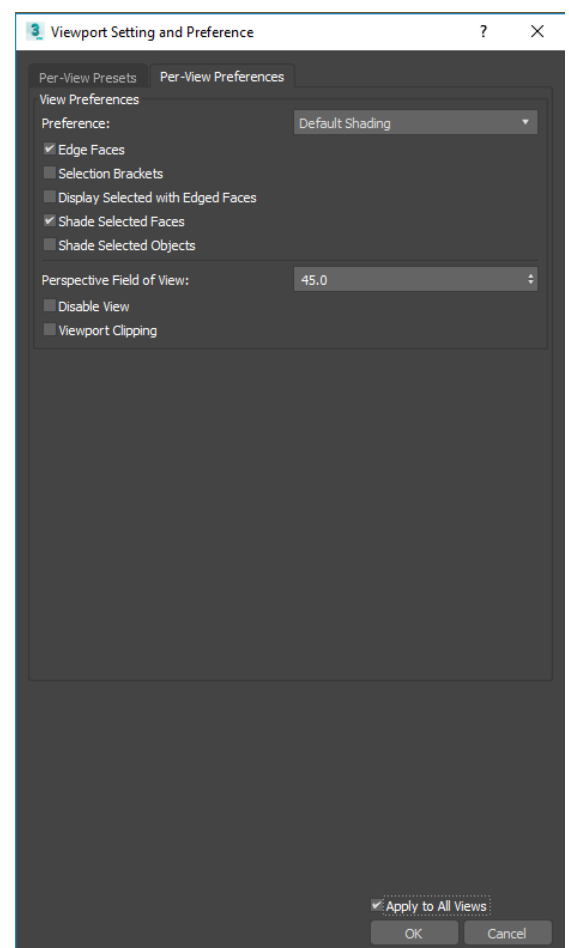 3 Viewport Setting and Preference ? ×
Per-View Presets Per-View Preferences
View Preferences
Preference: Default Shading
Edge Faces
Selection Brackets
Display Selected with Edged Faces
Shade Selected Faces
Shade Selected Objects
Perspective Field of View: 45.0
Disable View
Viewport Clipping
Apply to All Views
OK Cancel